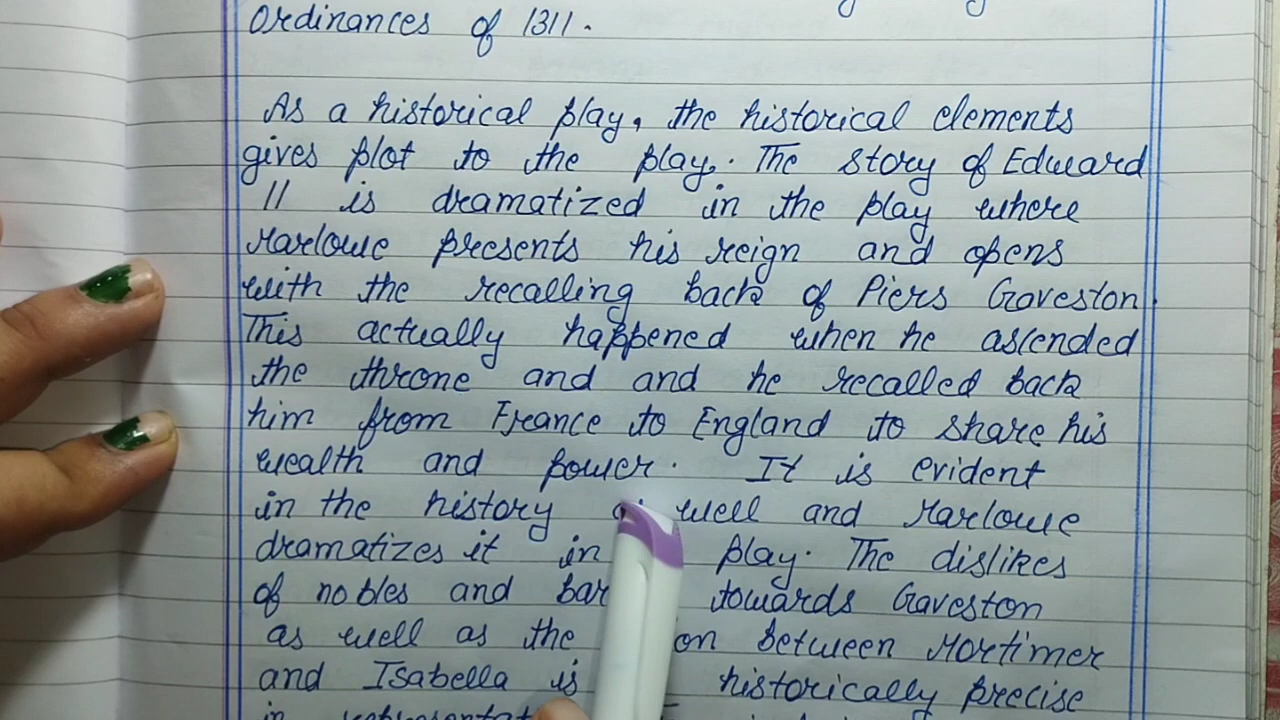 Ordinances of 1311.
As a historical play, the historical elements
gives plot to the play. The story of Edward
II is dramatized in the play where
Marlowe presents his reign and opens
with the recalling back of Piers Gaveston.
This actually happened when he ascended
the throne and and he recalled back
him from France to England to share his
wealth and power. It is evident
in the history well and Marlowe
dramatizes it in play. The dislikes
of nobles and towards Gaveston
as well as the between Mortimer
and Isabella is historically precise
in